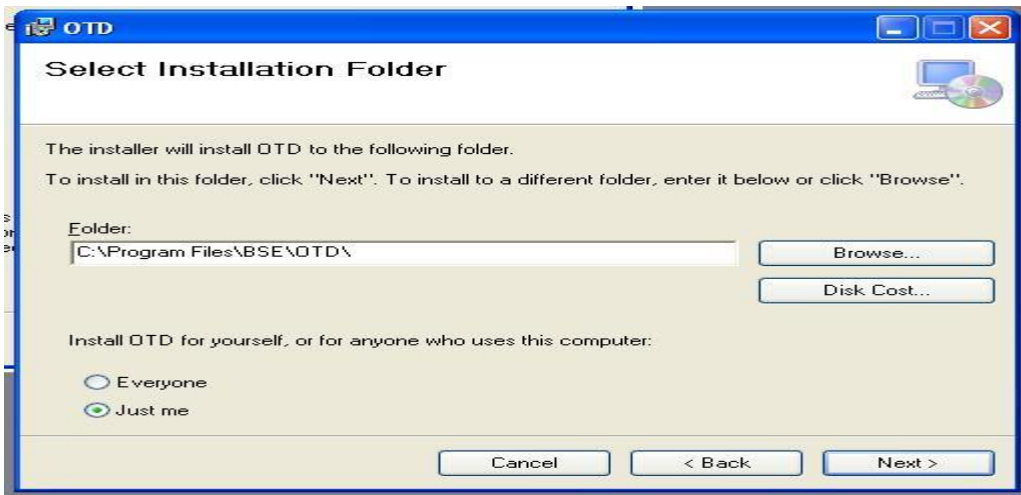 OTD
Select Installation Folder
The installer will install OTD to the following folder.
To install in this folder, click "Next". To install to a different folder, enter it below or click "Browse".
Folder:
C:\Program Files\BSE\OTD\
Browse...
Disk Cost...
Install OTD for yourself, or for anyone who uses this computer:
Everyone
Just me
Cancel
< Back
Next >